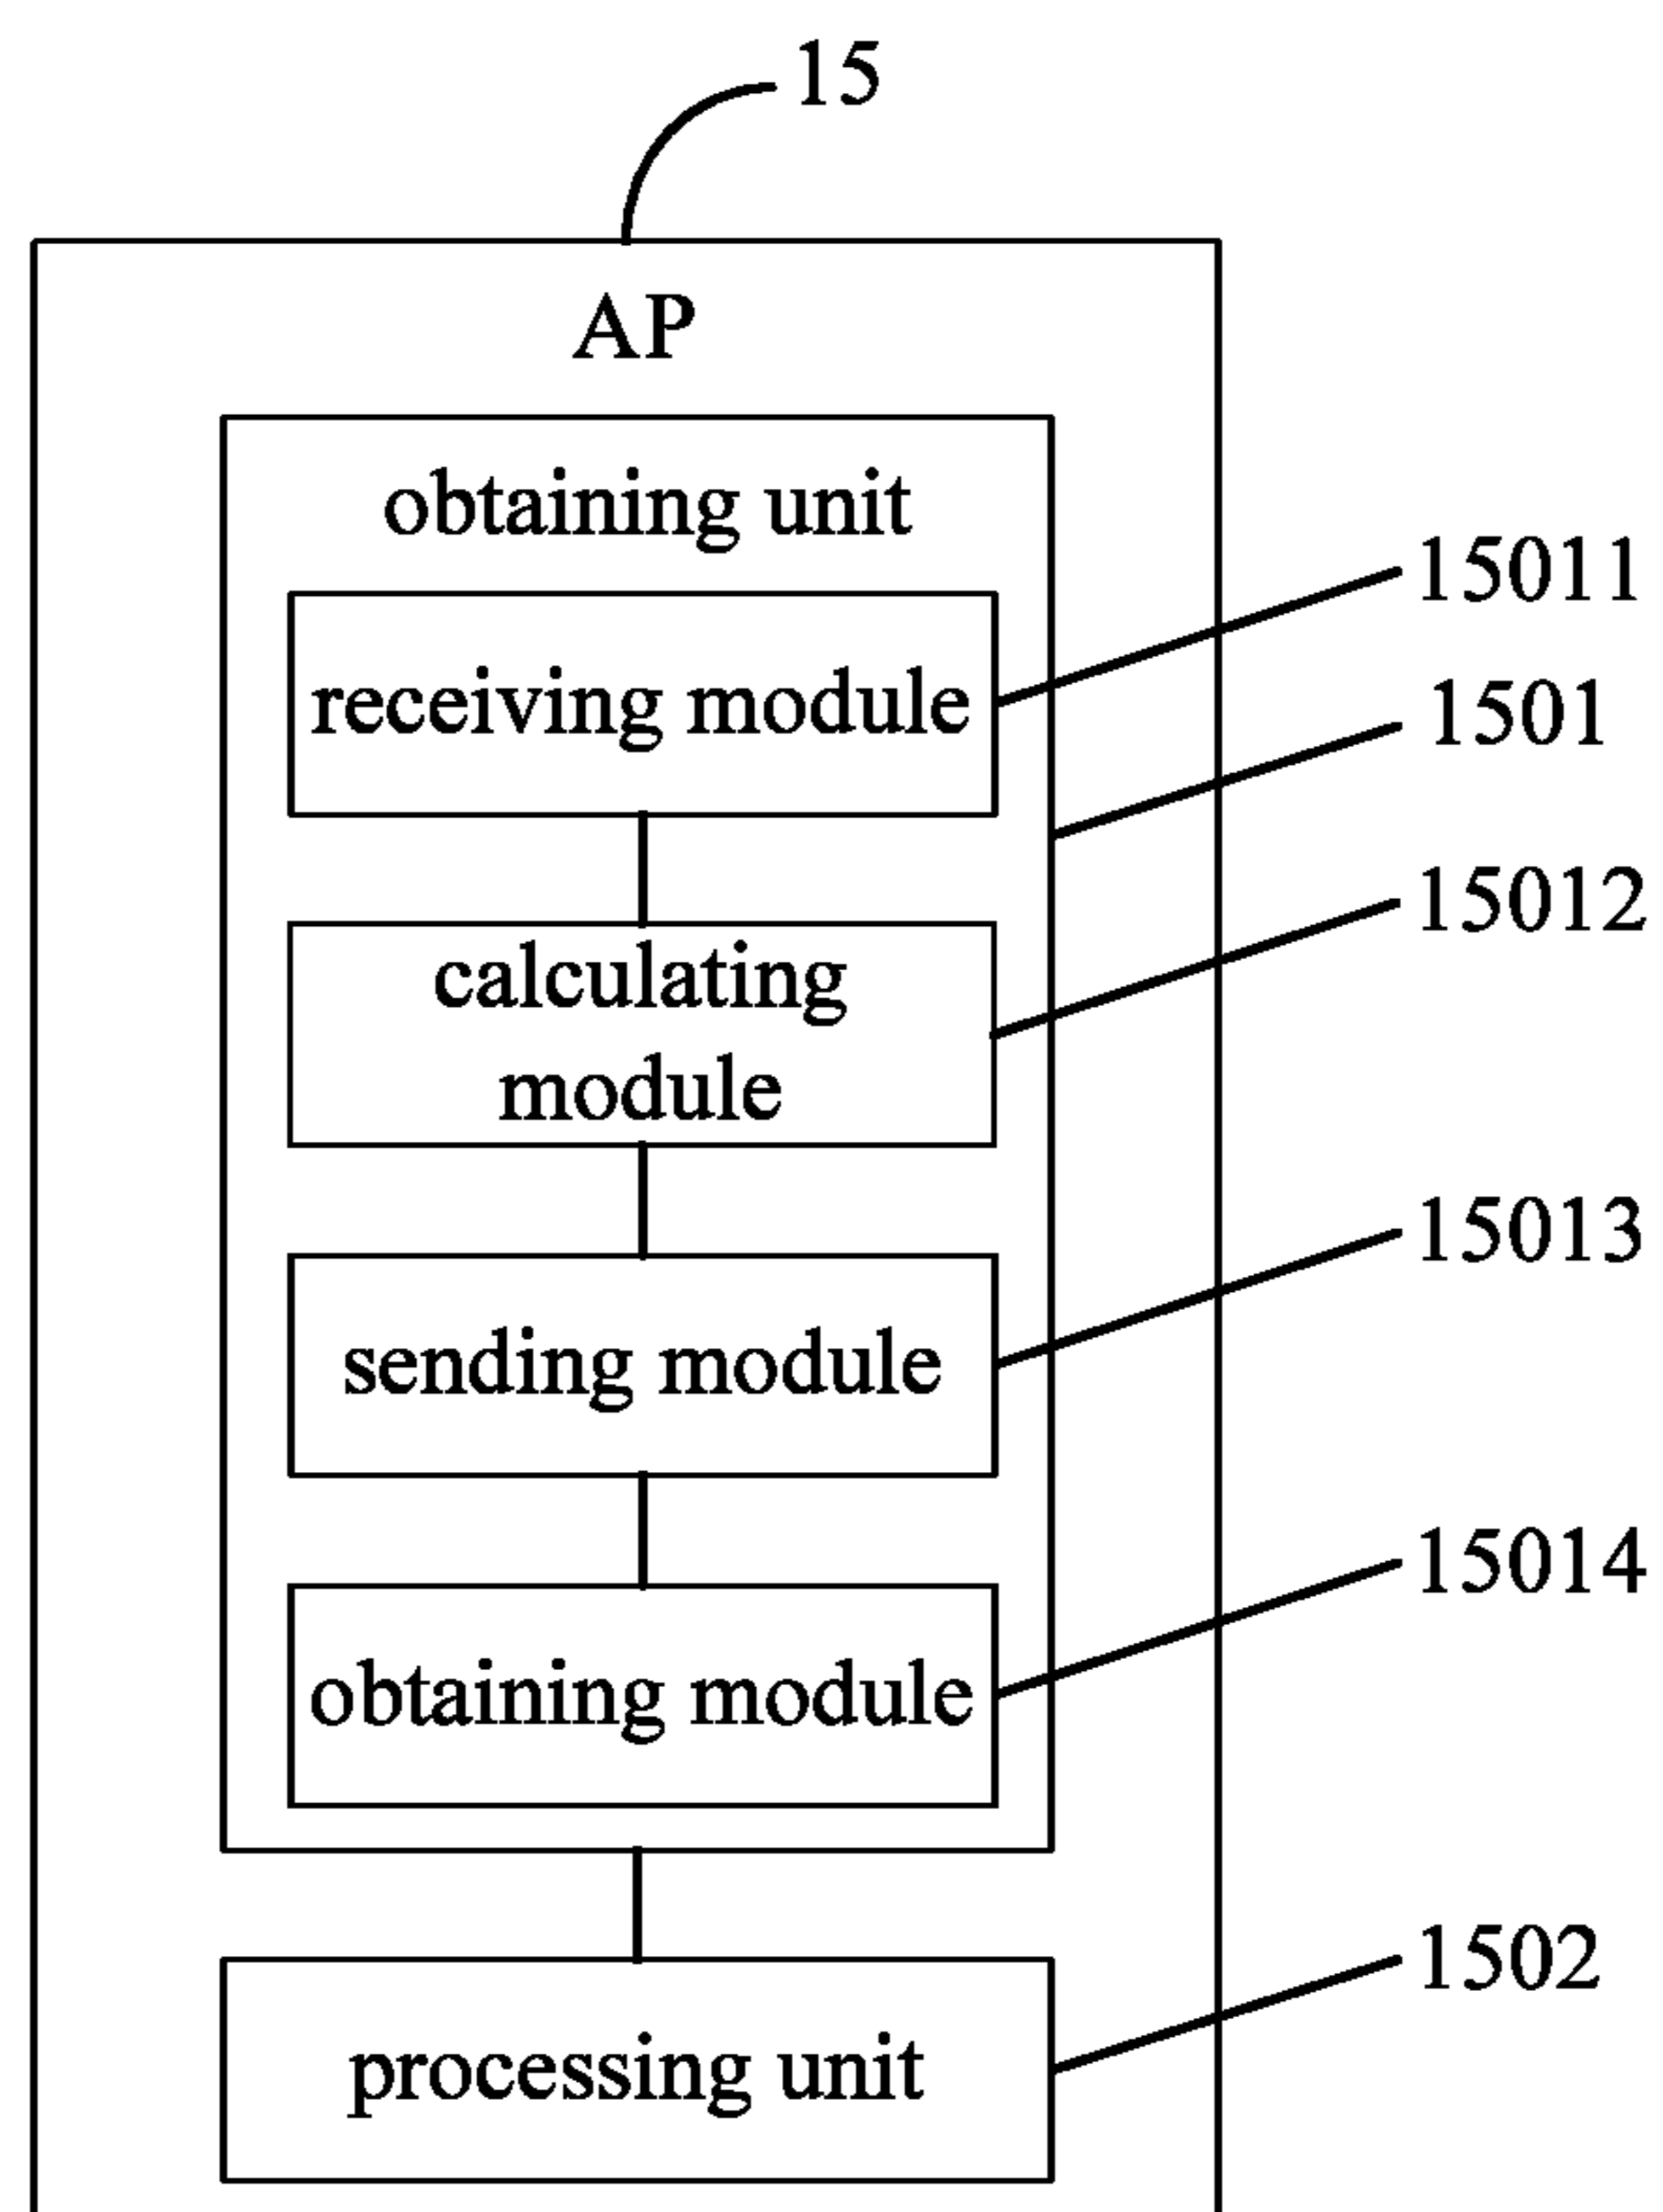 15
AP
obtaining unit
15011
receiving module
1501
15012
calculating
module
15013
sending module
15014
obtaining module
1502
processing unit